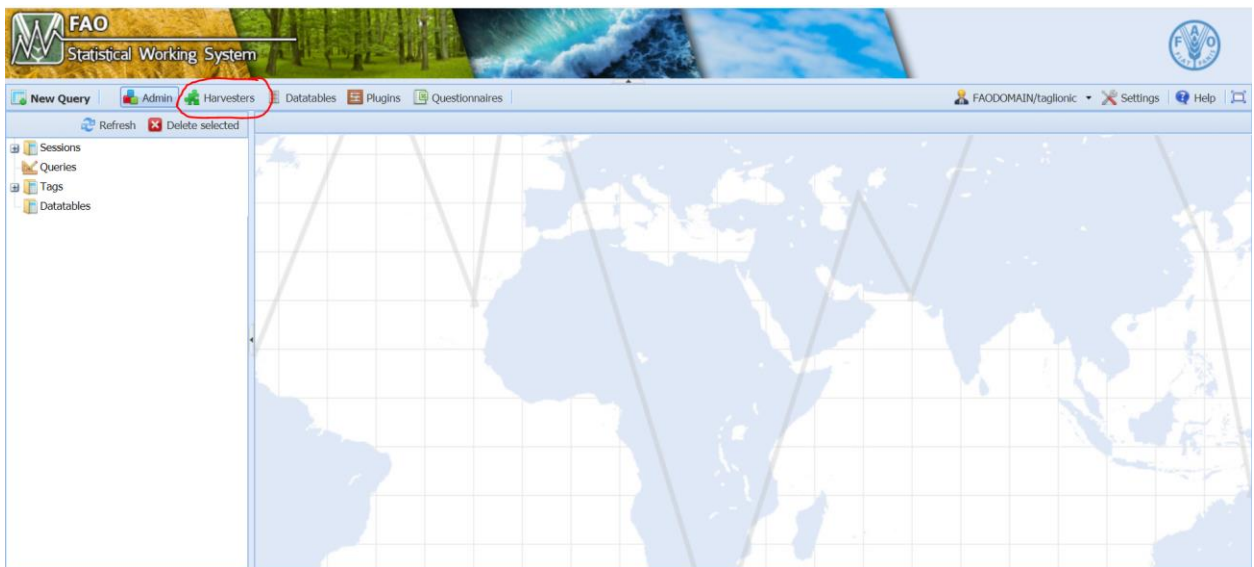 FAO
Statistical Working System
New Query Admin Harvesters Datatables Plugins Questionnaires FAODOMAIN/taglionic Settings Help
Refresh Delete selected
Sessions
Queries
Tags
Datatables